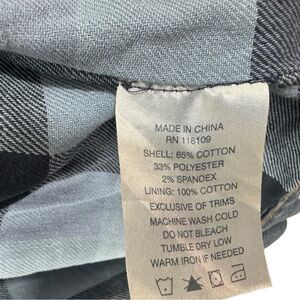 MADE IN CHINA
RN 118109
SHELL: 65% COTTON
33% POLYESTER
2% SPANDEX
LINING: 100% COTTON
EXCLUSIVE OF TRIMS
MACHINE WASH COLD
DO NOT BLEACH
TUMBLE DRY LOW
WARM IRON IF NEEDED